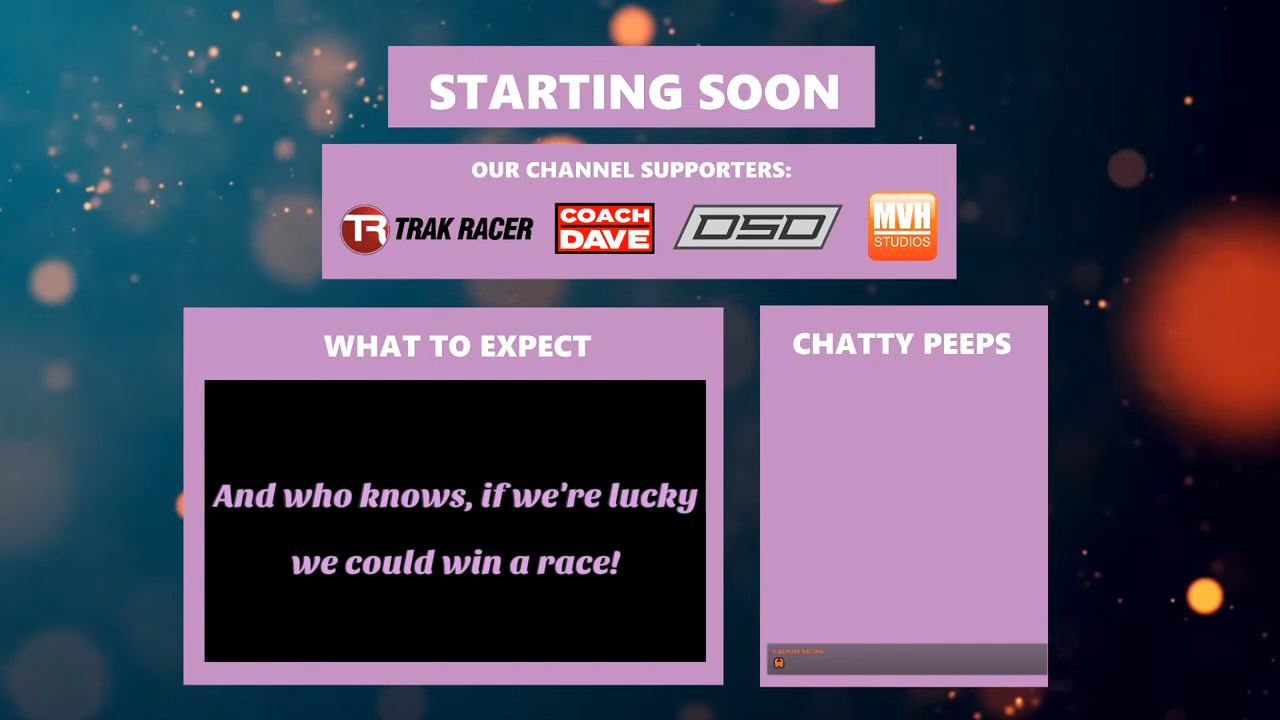 STARTING SOON
OUR CHANNEL SUPPORTERS:
TR TRAK RACER
COACH
DAVE
DSD
MVH
STUDIOS
WHAT TO EXPECT
And who knows, if we're lucky
we could win a race!
CHATTY PEEPS